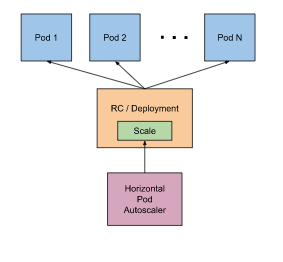 Pod 1
Pod 2
. . .
Pod N
RC / Deployment
Scale
Horizontal
Pod
Autoscaler